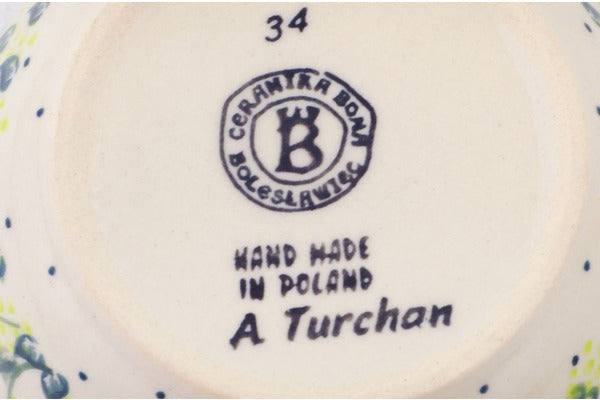 34
CERAMIKA BONA
B
BOLESŁAWIEC
HAND MADE
IN POLAND
A Turchan